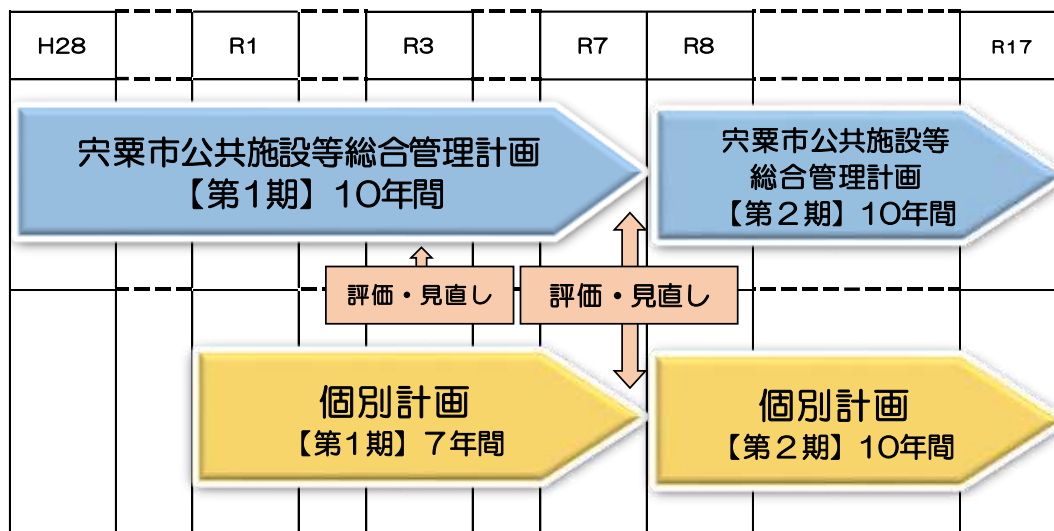 H28
R1
R3
R7
R8
R17
宍粟市公共施設等総合管理計画
【第1期】10年間
宍粟市公共施設等
総合管理計画
【第２期】10年間
評価・見直し
評価・見直し
個別計画
【第1期】７年間
個別計画
【第２期】10年間